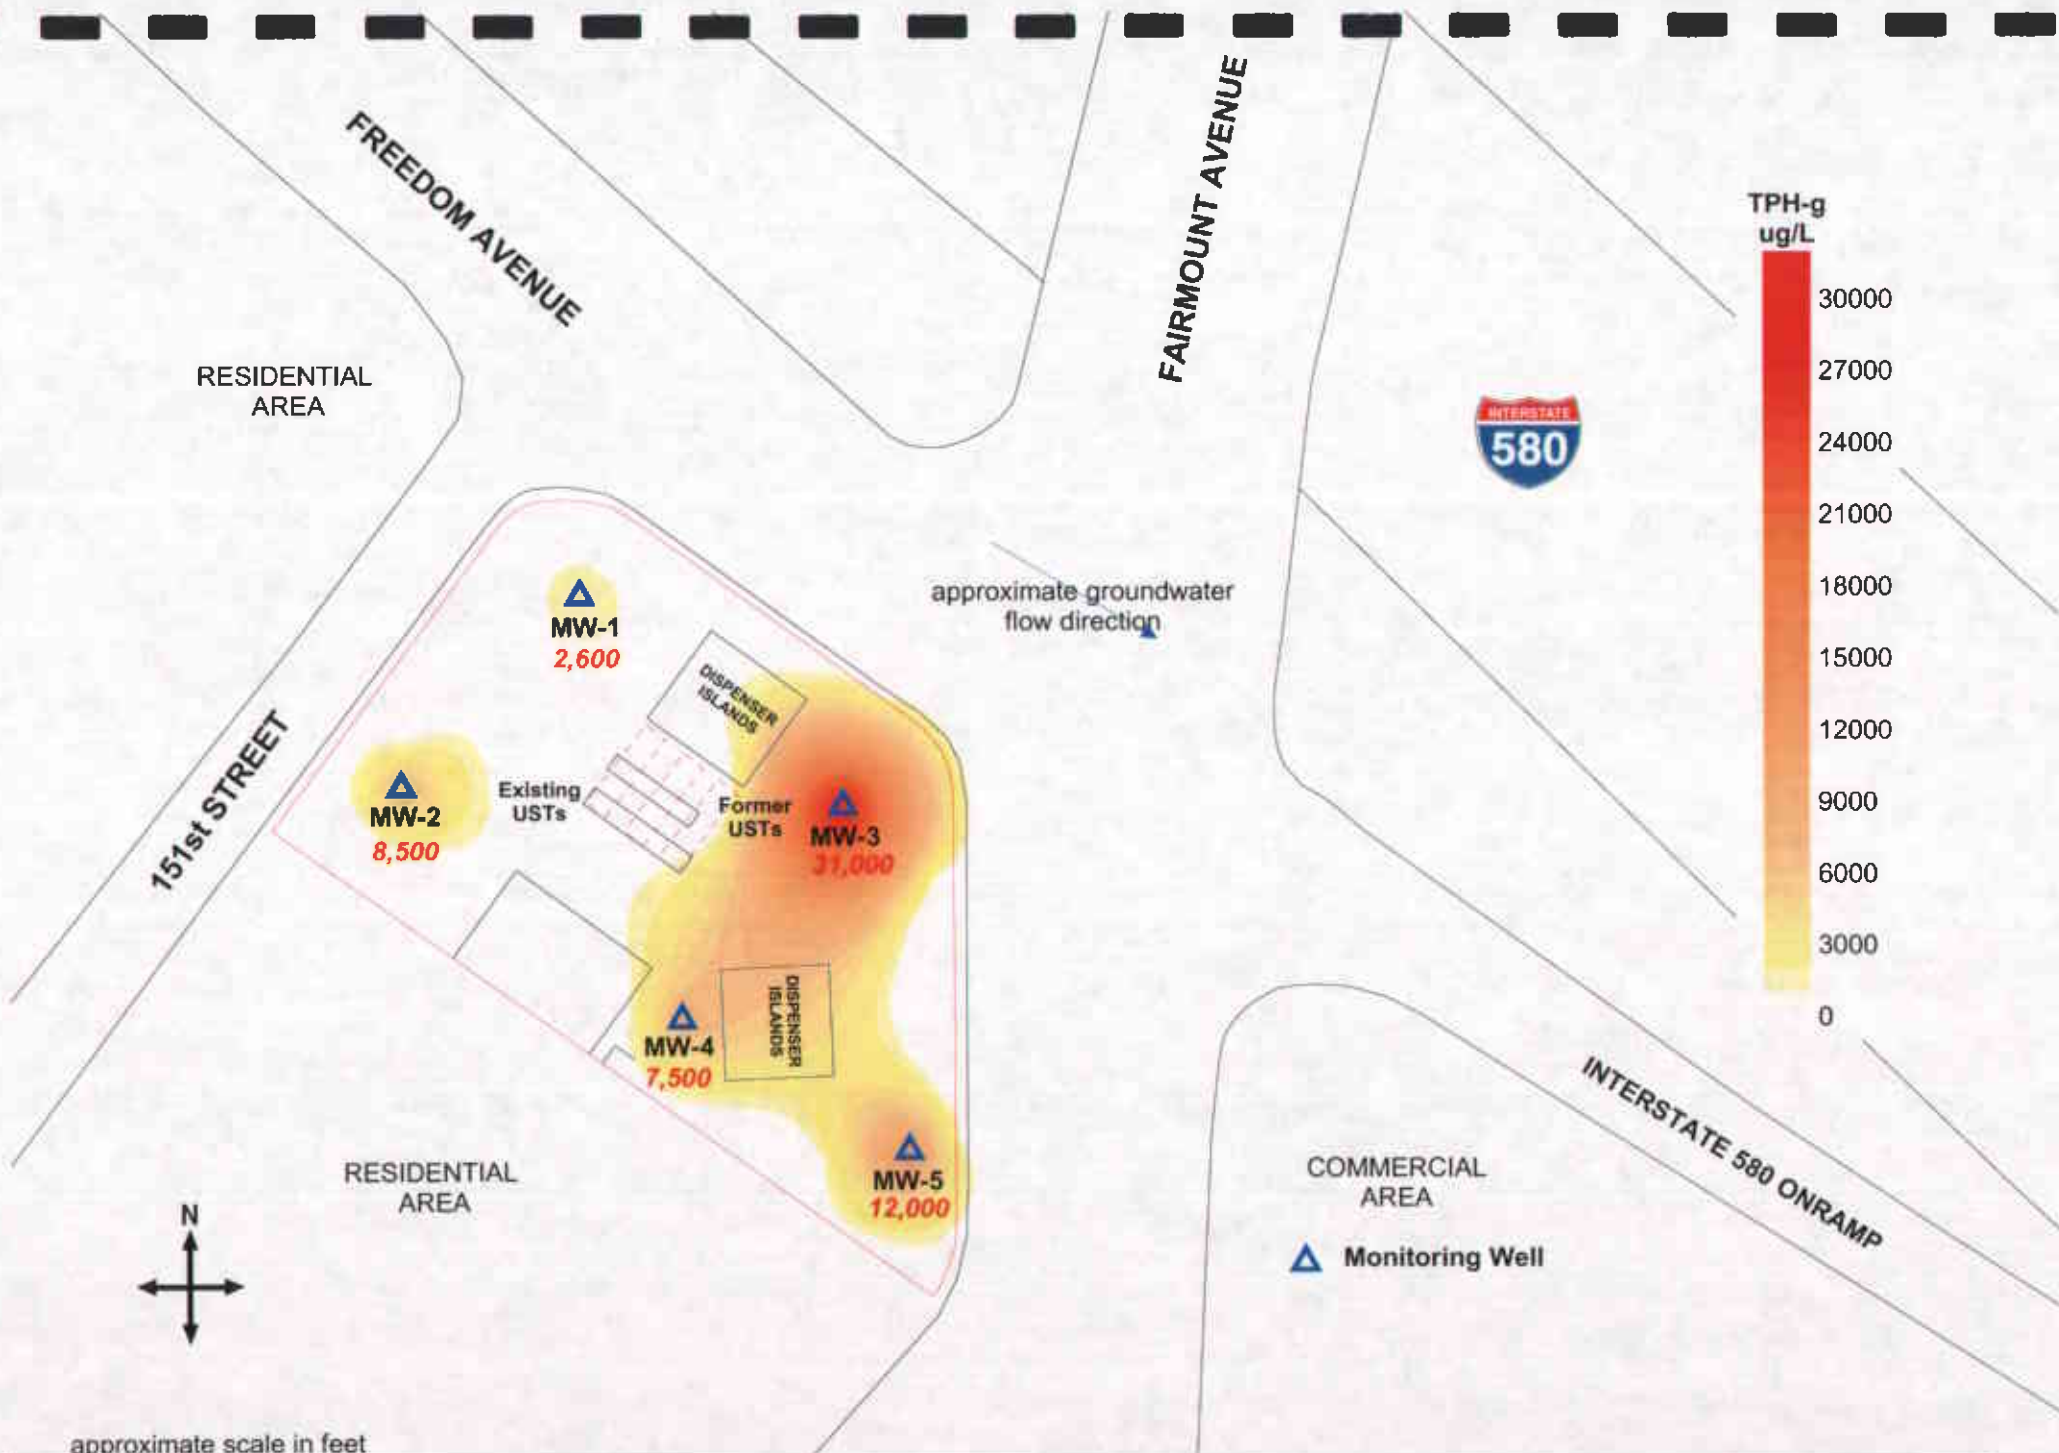 FREEDOM AVENUE
FAIRMOUNT AVENUE
TPH-g
ug/L
30000
27000
24000
21000
18000
15000
12000
9000
6000
3000
0
RESIDENTIAL
AREA
INTERSTATE
580
approximate groundwater
flow direction
MW-1
2,600
DISPENSER
ISLANDS
151st STREET
MW-2
8,500
Existing
USTs
Former
USTs
MW-3
31,000
DISPENSER
ISLANDS
MW-4
7,500
MW-5
12,000
INTERSTATE 580 ONRAMP
RESIDENTIAL
AREA
COMMERCIAL
AREA
N
Monitoring Well
approximate scale in feet